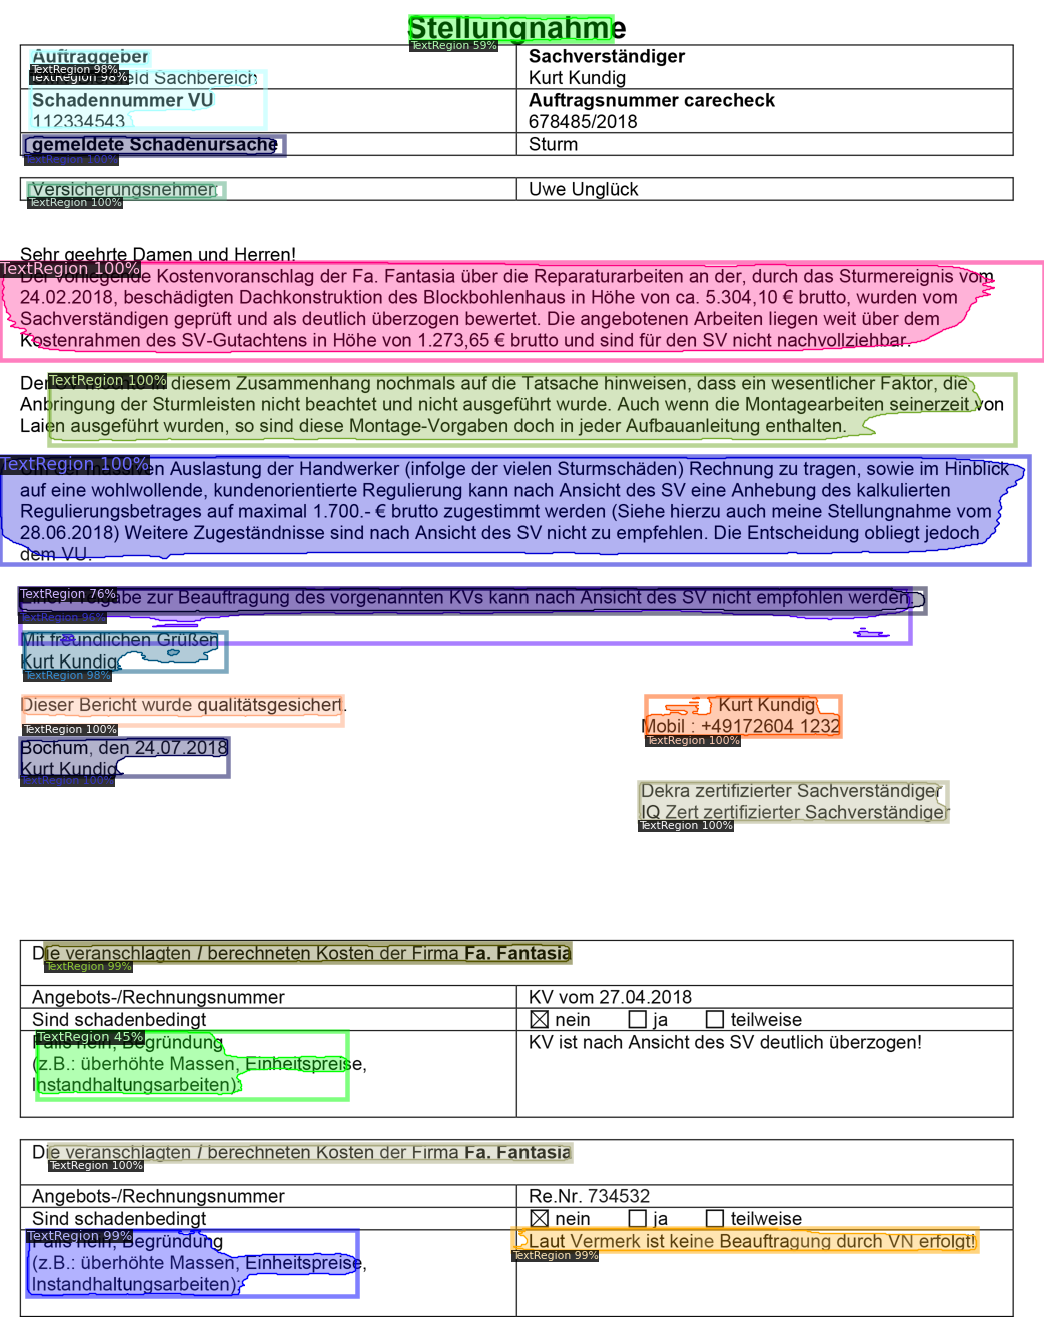 Stellungnahme
TextRegion 59%
Auftraggeber
Sachverständiger
TextRegion 98%
TextRegion 98%
eld Sachbereich
Kurt Kundig
Schadennummer VU
Auftragsnummer carecheck
112334543
678485/2018
gemeldete Schadenursache
Sturm
TextRegion 100%
Versicherungsnehmer
Uwe Unglück
TextRegion 100%
Sehr geehrte Damen und Herren!
TextRegion 100%
Der vorliegende Kostenvoranschlag der Fa. Fantasia über die Reparaturarbeiten an der, durch das Sturmereignis vom
24.02.2018, beschädigten Dachkonstruktion des Blockbohlenhaus in Höhe von ca. 5.304,10 € brutto, wurden vom
Sachverständigen geprüft und als deutlich überzogen bewertet. Die angebotenen Arbeiten liegen weit über dem
Kostenrahmen des SV-Gutachtens in Höhe von 1.273,65 € brutto und sind für den SV nicht nachvollziehbar.
TextRegion 100%
Der diesem Zusammenhang nochmals auf die Tatsache hinweisen, dass ein wesentlicher Faktor, die
Anbringung der Sturmleisten nicht beachtet und nicht ausgeführt wurde. Auch wenn die Montagearbeiten seinerzeit von
Laien ausgeführt wurden, so sind diese Montage-Vorgaben doch in jeder Aufbauanleitung enthalten.
TextRegion 100%
en Auslastung der Handwerker (infolge der vielen Sturmschäden) Rechnung zu tragen, sowie im Hinblick
auf eine wohlwollende, kundenorientierte Regulierung kann nach Ansicht des SV eine Anhebung des kalkulierten
Regulierungsbetrages auf maximal 1.700.- € brutto zugestimmt werden (Siehe hierzu auch meine Stellungnahme vom
28.06.2018) Weitere Zugeständnisse sind nach Ansicht des SV nicht zu empfehlen. Die Entscheidung obliegt jedoch
dem VU.
TextRegion 76%
Einer Freigabe zur Beauftragung des vorgenannten KVs kann nach Ansicht des SV nicht empfohlen werden.
TextRegion 96%
Mit freundlichen Grüßen
Kurt Kundig
TextRegion 98%
Dieser Bericht wurde qualitätsgesichert.
Kurt Kundig
TextRegion 100%
Mobil : +49172604 1232
TextRegion 100%
Bochum, den 24.07.2018
Kurt Kundig
TextRegion 100%
Dekra zertifizierter Sachverständiger
IQ Zert zertifizierter Sachverständiger
TextRegion 100%
Die veranschlagten / berechneten Kosten der Firma Fa. Fantasia
TextRegion 99%
Angebots-/Rechnungsnummer
KV vom 27.04.2018
Sind schadenbedingt
nein ja teilweise
TextRegion 45%
Falls nein, Begründung
KV ist nach Ansicht des SV deutlich überzogen!
(z.B.: überhöhte Massen, Einheitspreise,
Instandhaltungsarbeiten):
Die veranschlagten / berechneten Kosten der Firma Fa. Fantasia
TextRegion 100%
Angebots-/Rechnungsnummer
Re.Nr. 734532
Sind schadenbedingt
nein ja teilweise
TextRegion 99%
Falls nein, Begründung
Laut Vermerk ist keine Beauftragung durch VN erfolgt!
TextRegion 99%
(z.B.: überhöhte Massen, Einheitspreise,
Instandhaltungsarbeiten):